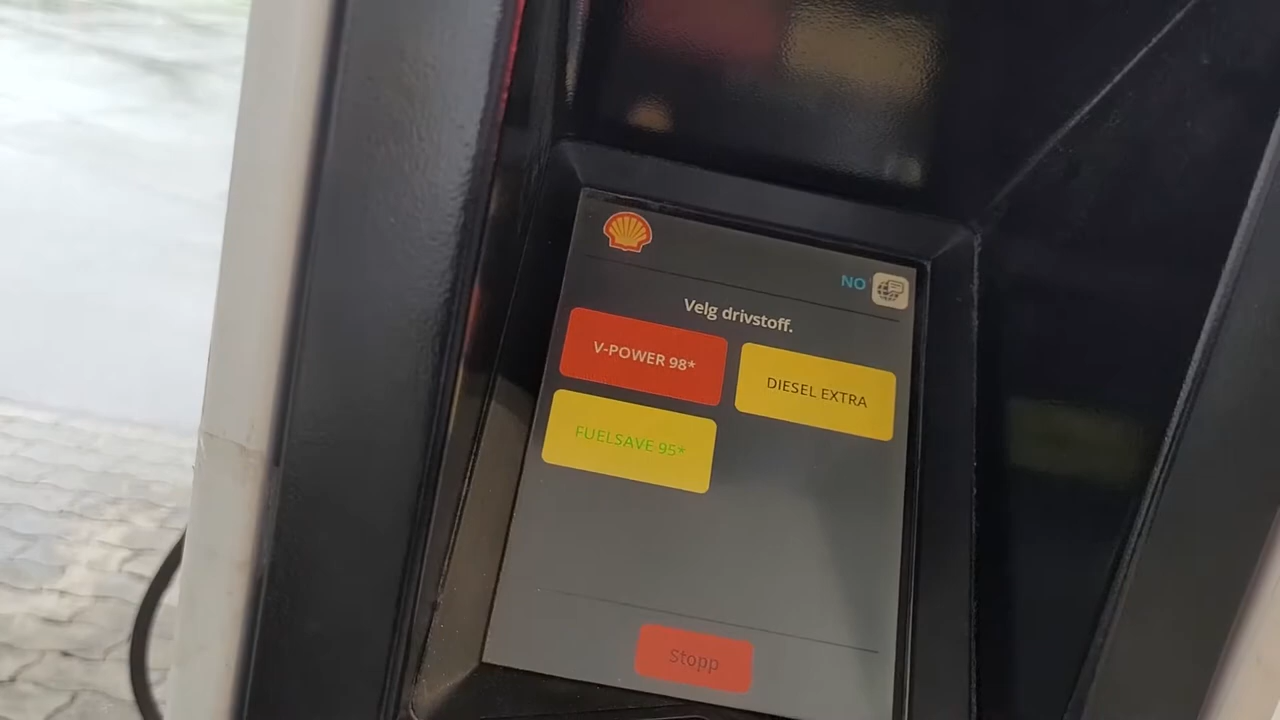 NO
Velg drivstoff.
V-POWER 98*
DIESEL EXTRA
FUELSAVE 95*
Stopp